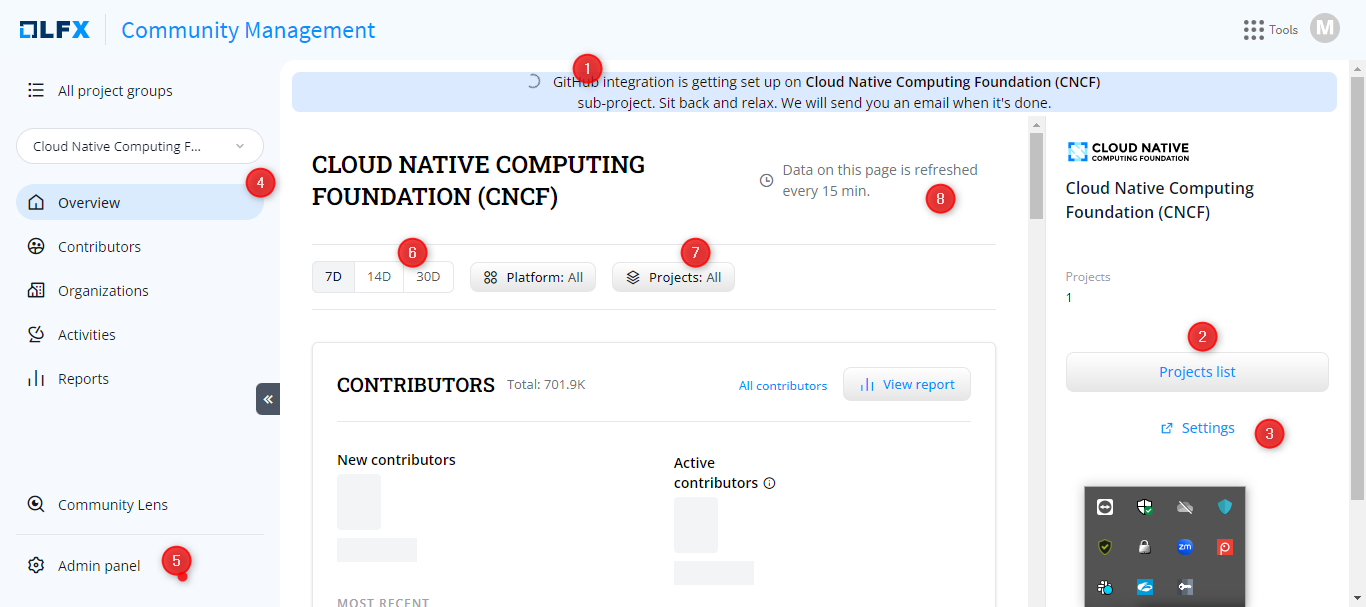 LFX
Community Management
Tools
M
All project groups
Cloud Native Computing F...
4
Overview
Contributors
Organizations
Activities
Reports
«
Community Lens
Admin panel
5
1
GitHub integration is getting set up on Cloud Native Computing Foundation (CNCF)
sub-project. Sit back and relax. We will send you an email when it's done.
CLOUD NATIVE COMPUTING
FOUNDATION (CNCF)
Data on this page is refreshed
every 15 min.
8
6
7
7D
14D
30D
Platform: All
Projects: All
CONTRIBUTORS
Total: 701.9K
All contributors
View report
New contributors
Active
contributors
MOST RECENT
CLOUD NATIVE
COMPUTING FOUNDATION
Cloud Native Computing
Foundation (CNCF)
Projects
1
2
Projects list
Settings
3
zm